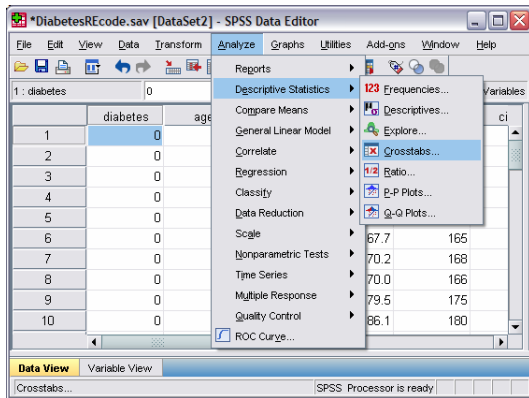 *DiabetesREcode.sav [DataSet2] - SPSS Data Editor
File Edit View Data Transform Analyze Graphs Utilities Add-ons Window Help
1 : diabetes 0 Variables
diabetes age ci
1 0
2 0
3 0
4 0
5 0
6 0 67.7 165
7 0 70.2 168
8 0 70.0 166
9 0 79.5 175
10 0 86.1 180
Reports
Descriptive Statistics
Compare Means
General Linear Model
Correlate
Regression
Classify
Data Reduction
Scale
Nonparametric Tests
Time Series
Multiple Response
Quality Control
ROC Curve...
123 Frequencies...
Descriptives...
Explore...
Crosstabs...
1/2 Ratio...
P-P Plots...
Q-Q Plots...
Data View Variable View
Crosstabs... SPSS Processor is ready